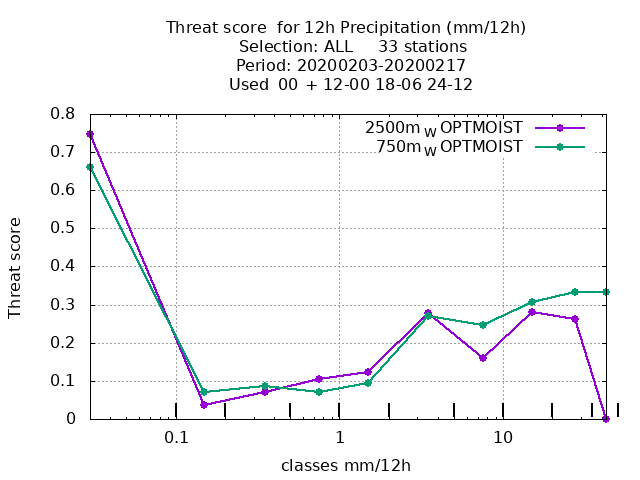 Threat score  for 12h Precipitation (mm/12h)
Selection: ALL     33 stations
Period: 20200203-20200217
Used  00  + 12-00 18-06 24-12
2500m W OPTMOIST
750m W OPTMOIST
0.8
0.7
0.6
0.5
0.4
0.3
0.2
0.1
0
Threat score
0.1
1
10
classes mm/12h